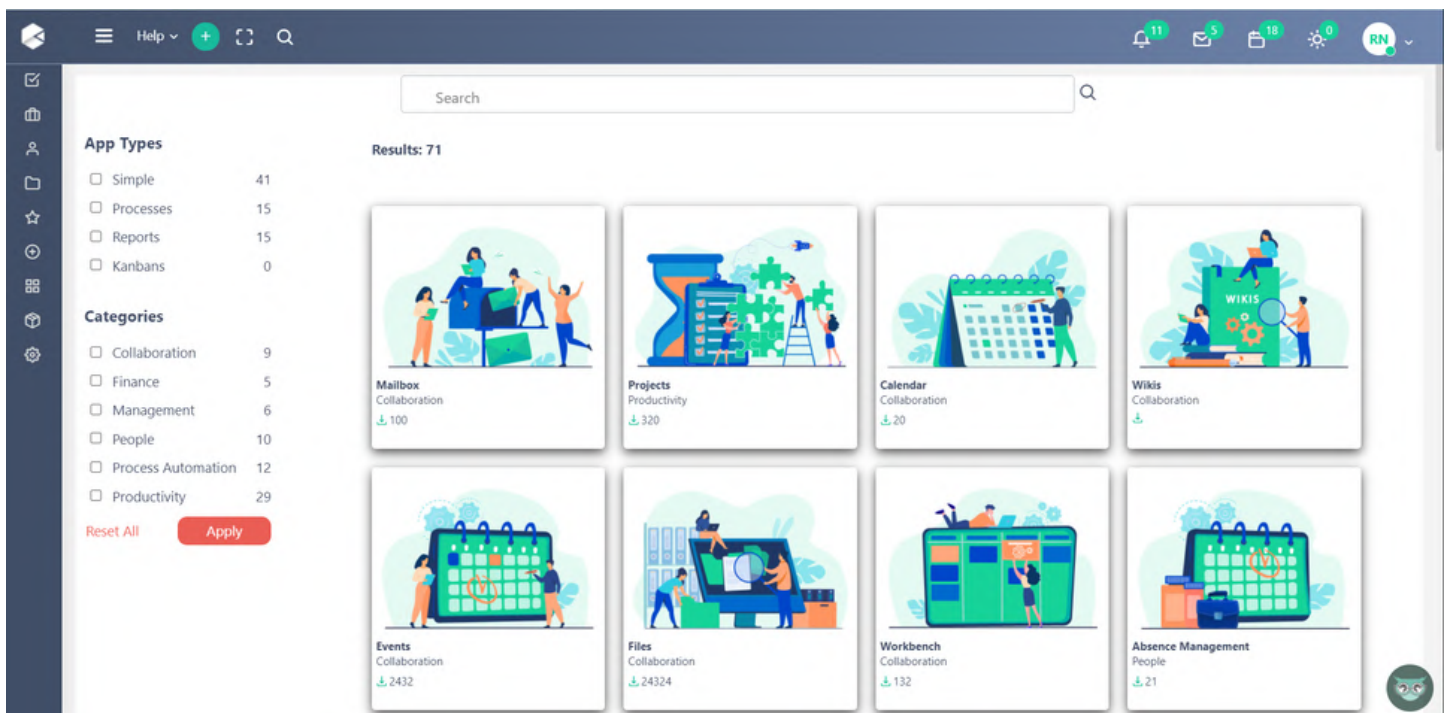 Help
11
5
18
0
RN
Search
App Types
Simple 41
Processes 15
Reports 15
Kanbans 0
Categories
Collaboration 9
Finance 5
Management 6
People 10
Process Automation 12
Productivity 29
Reset All Apply
Results: 71
Mailbox
Collaboration
100
Projects
Productivity
320
Calendar
Collaboration
20
WIKIS
Wikis
Collaboration
Events
Collaboration
2432
Files
Collaboration
24324
Workbench
Collaboration
132
Absence Management
People
21